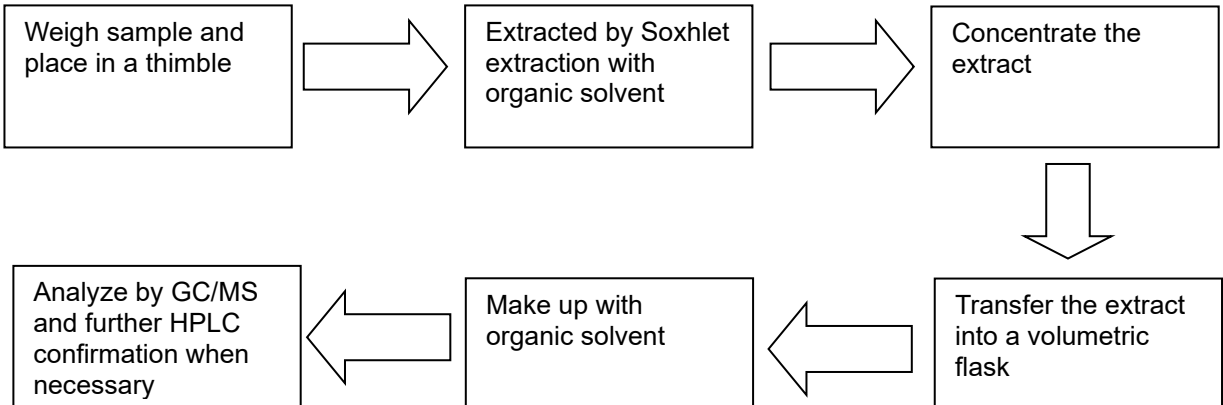 Weigh sample and
place in a thimble
Extracted by Soxhlet
extraction with
organic solvent
Concentrate the
extract
Transfer the extract
into a volumetric
flask
Make up with
organic solvent
Analyze by GC/MS
and further HPLC
confirmation when
necessary